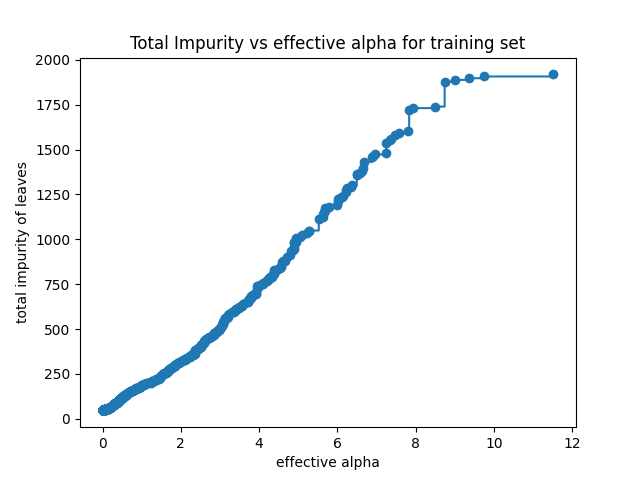 Total Impurity vs effective alpha for training set
total impurity of leaves
2000
1750
1500
1250
1000
750
500
250
0
0 2 4 6 8 10 12
effective alpha